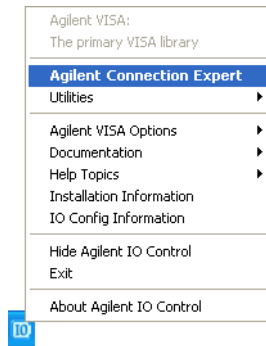 Agilent VISA:
The primary VISA library
Agilent Connection Expert
Utilities
Agilent VISA Options
Documentation
Help Topics
Installation Information
IO Config Information
Hide Agilent IO Control
Exit
About Agilent IO Control
IO